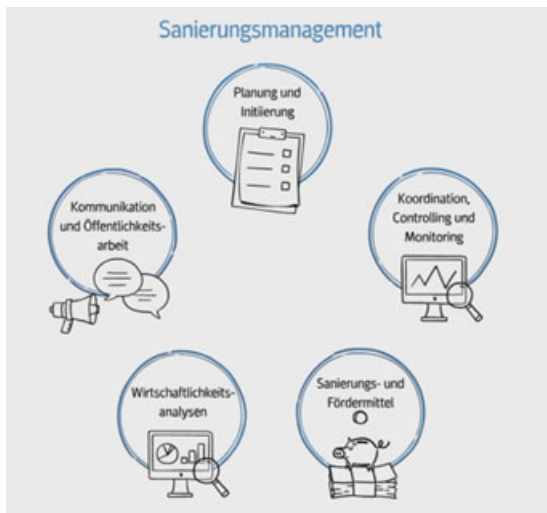 Sanierungsmanagement
Planung und
Initiierung
Koordination,
Controlling und
Monitoring
Kommunikation
und Öffentlichkeits-
arbeit
Wirtschaftlichkeits-
analysen
Sanierungs- und
Fördermittel